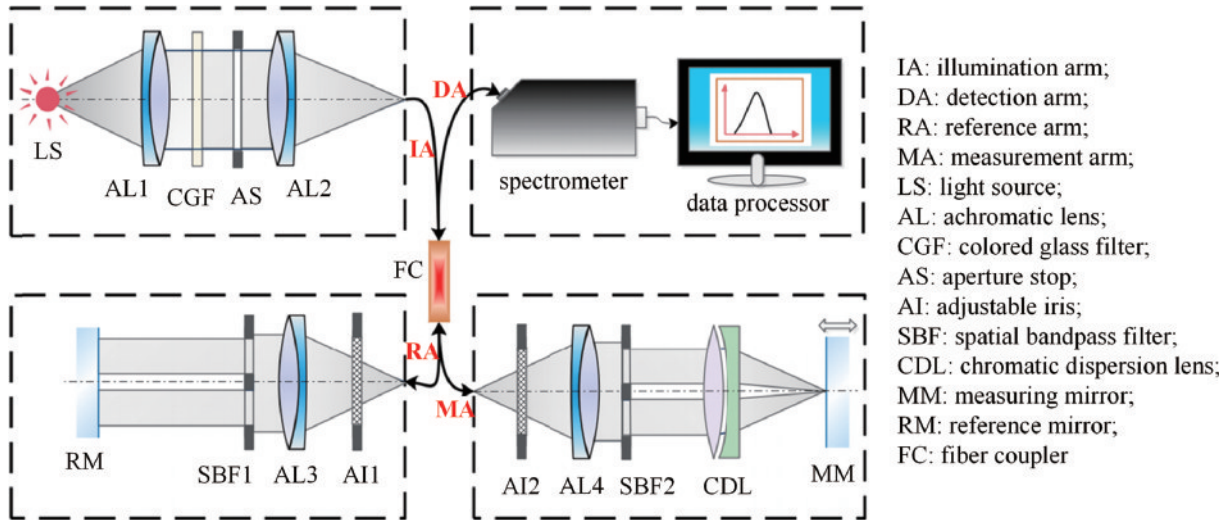 LS
AL1
CGF
AS
AL2
IA
DA
spectrometer
data processor
FC
RA
MA
RM
SBF1
AL3
AI1
AI2
AL4
SBF2
CDL
MM
IA: illumination arm;
DA: detection arm;
RA: reference arm;
MA: measurement arm;
LS: light source;
AL: achromatic lens;
CGF: colored glass filter;
AS: aperture stop;
AI: adjustable iris;
SBF: spatial bandpass filter;
CDL: chromatic dispersion lens;
MM: measuring mirror;
RM: reference mirror;
FC: fiber coupler